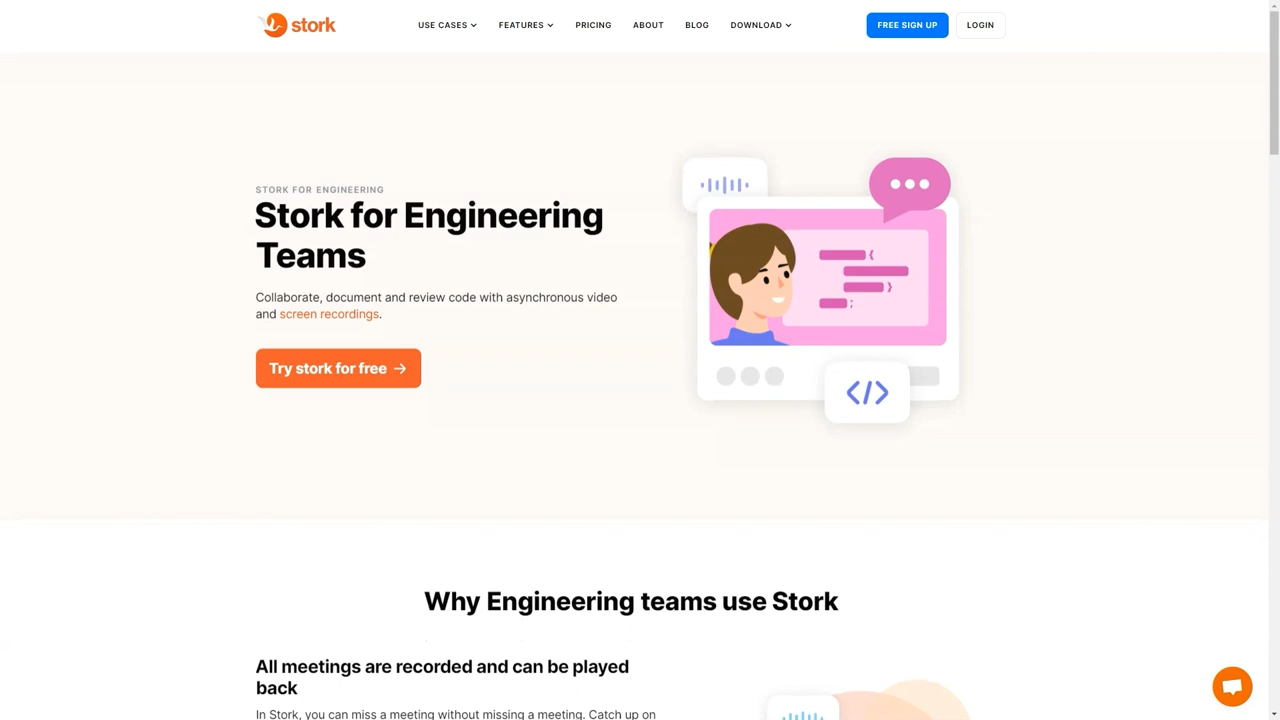 stork
USE CASES
FEATURES
PRICING
ABOUT
BLOG
DOWNLOAD
FREE SIGN UP
LOGIN
STORK FOR ENGINEERING
Stork for Engineering
Teams
Collaborate, document and review code with asynchronous video
and screen recordings.
Try stork for free →
{
}
;
</>
Why Engineering teams use Stork
All meetings are recorded and can be played
back
In Stork, you can miss a meeting without missing a meeting. Catch up on